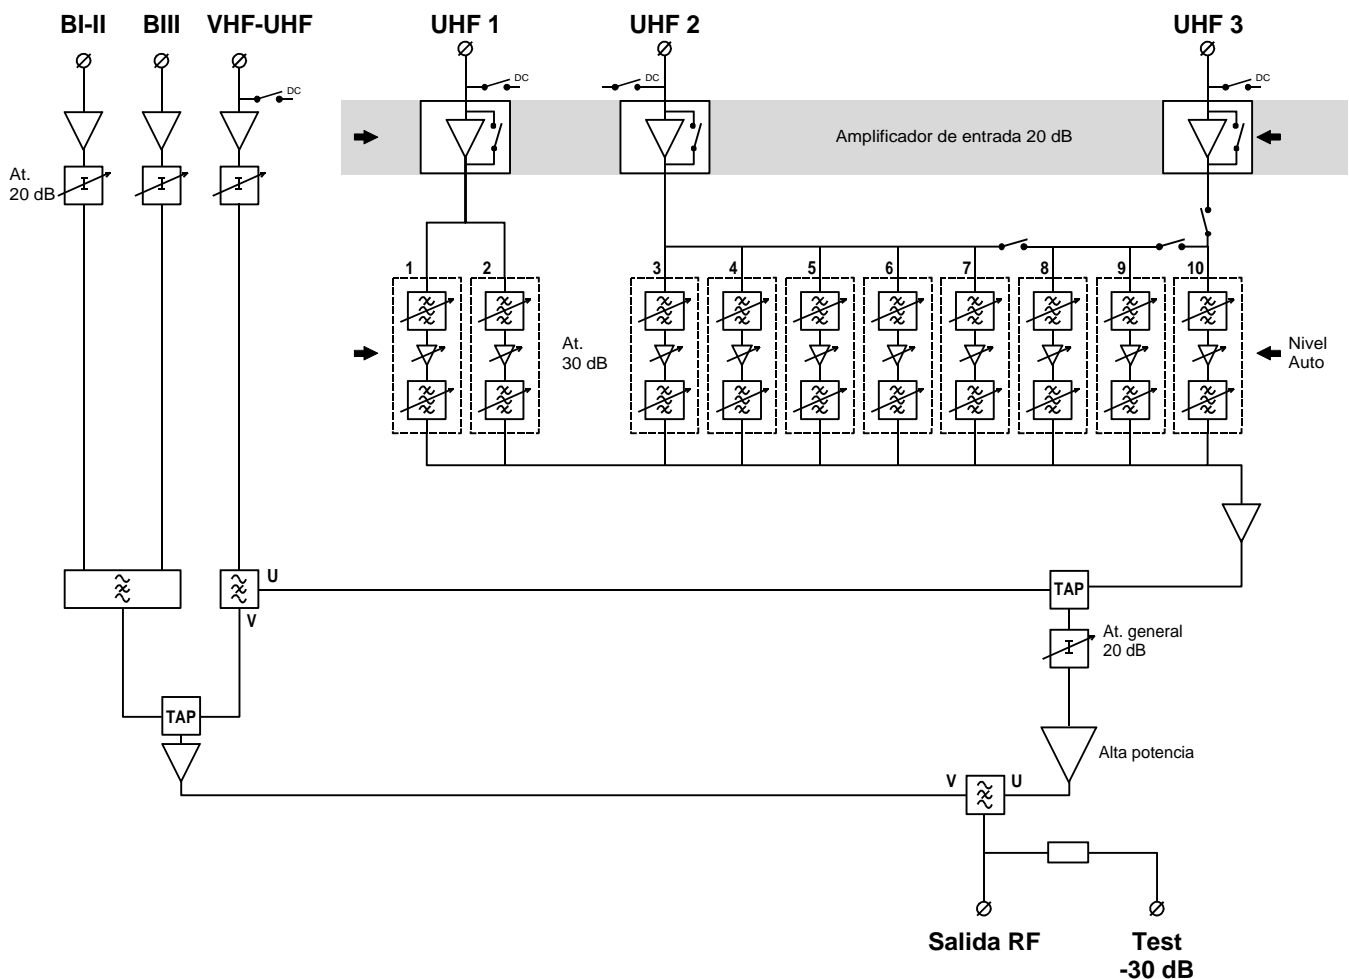 BI-II BIII VHF-UHF UHF 1 UHF 2 UHF 3
DC DC DC DC
Amplificador de entrada 20 dB
At.
20 dB
1 2 3 4 5 6 7 8 9 10
At.
30 dB
Nivel
Auto
U
V
TAP
At. general
20 dB
TAP
Alta potencia
V U
Salida RF
Test
-30 dB